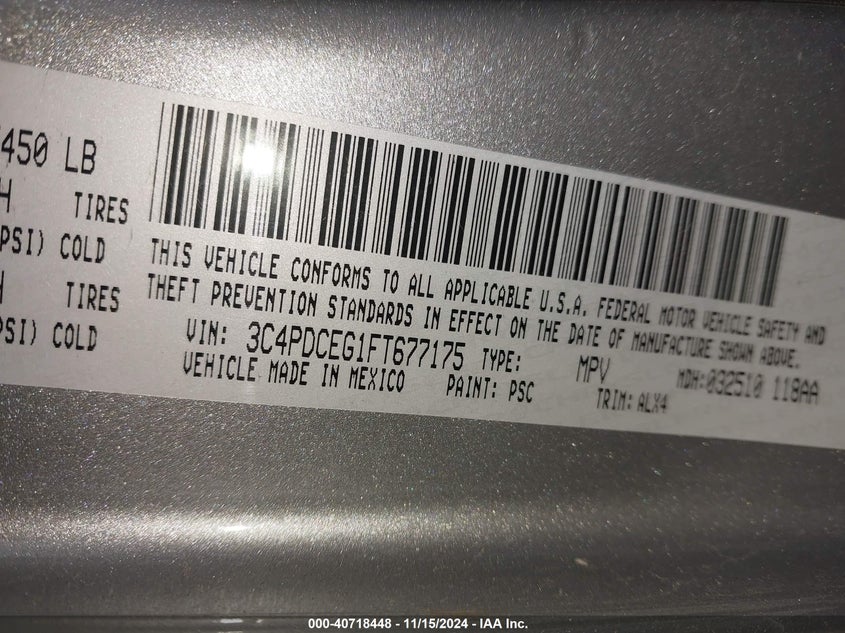 450 LB
H TIRES
PSI) COLD
TIRES
PSI) COLD
THIS VEHICLE CONFORMS TO ALL APPLICABLE U.S.A. FEDERAL MOTOR VEHICLE SAFETY AND
THEFT PREVENTION STANDARDS IN EFFECT ON THE DATE OF MANUFACTURE SHOWN ABOVE.
VIN: 3C4PDCEG1FT677175 TYPE: MPV MDH:032510 118AA
VEHICLE MADE IN MEXICO PAINT: PSC TRIM: ALX4
000-40718448 - 11/15/2024 - IAA Inc.